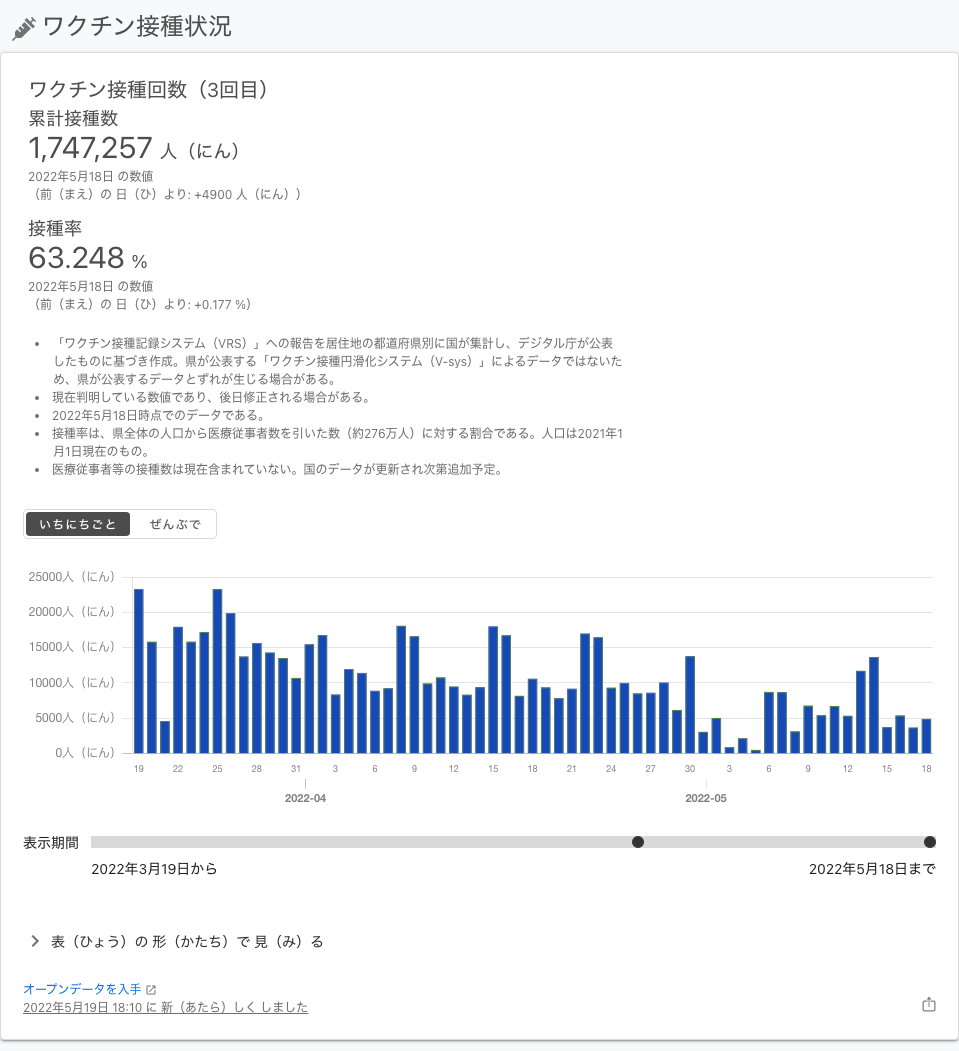 ワクチン接種状況
ワクチン接種回数（3回目）
累計接種数
1,747,257 人（にん）
2022年5月18日 の数値
（前（まえ）の 日（ひ）より: +4900 人（にん））
接種率
63.248 %
2022年5月18日 の数値
（前（まえ）の 日（ひ）より: +0.177 %）
• 「ワクチン接種記録システム（VRS）」への報告を居住地の都道府県別に国が集計し、デジタル庁が公表
したものに基づき作成。県が公表する「ワクチン接種円滑化システム（V-sys）」によるデータではないた
め、県が公表するデータとずれが生じる場合がある。
• 現在判明している数値であり、後日修正される場合がある。
• 2022年5月18日時点でのデータである。
• 接種率は、県全体の人口から医療従事者数を引いた数（約276万人）に対する割合である。人口は2021年1
月1日現在のもの。
• 医療従事者等の接種数は現在含まれていない。国のデータが更新され次第追加予定。
いちにちごと ぜんぶで
25000人（にん）
20000人（にん）
15000人（にん）
10000人（にん）
5000人（にん）
0人（にん）
19 22 25 28 31 3 6 9 12 15 18 21 24 27 30 3 6 9 12 15 18
2022-04 2022-05
表示期間
2022年3月19日から 2022年5月18日まで
表（ひょう）の 形（かたち）で 見（み）る
オープンデータを入手
2022年5月19日 18:10 に 新（あたら）しく しました